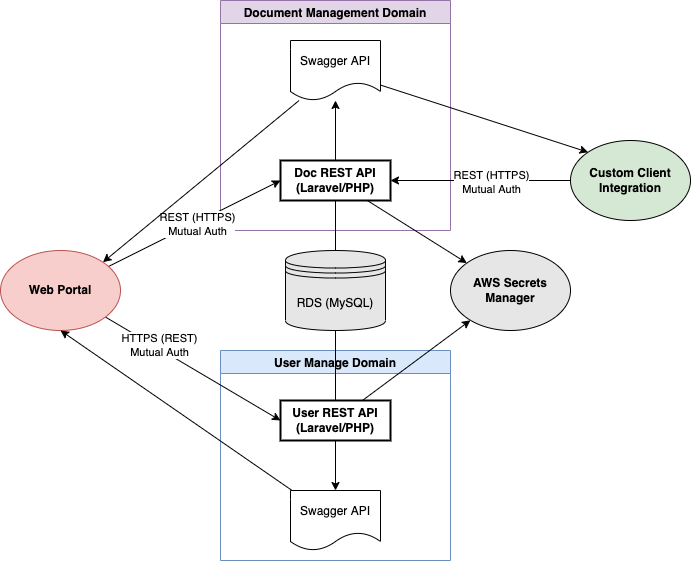 Document Management Domain
Swagger API
Doc REST API
(Laravel/PHP)
REST (HTTPS)
Mutual Auth
Custom Client
Integration
REST (HTTPS)
Mutual Auth
Web Portal
RDS (MySQL)
AWS Secrets
Manager
HTTPS (REST)
Mutual Auth
User Manage Domain
User REST API
(Laravel/PHP)
Swagger API